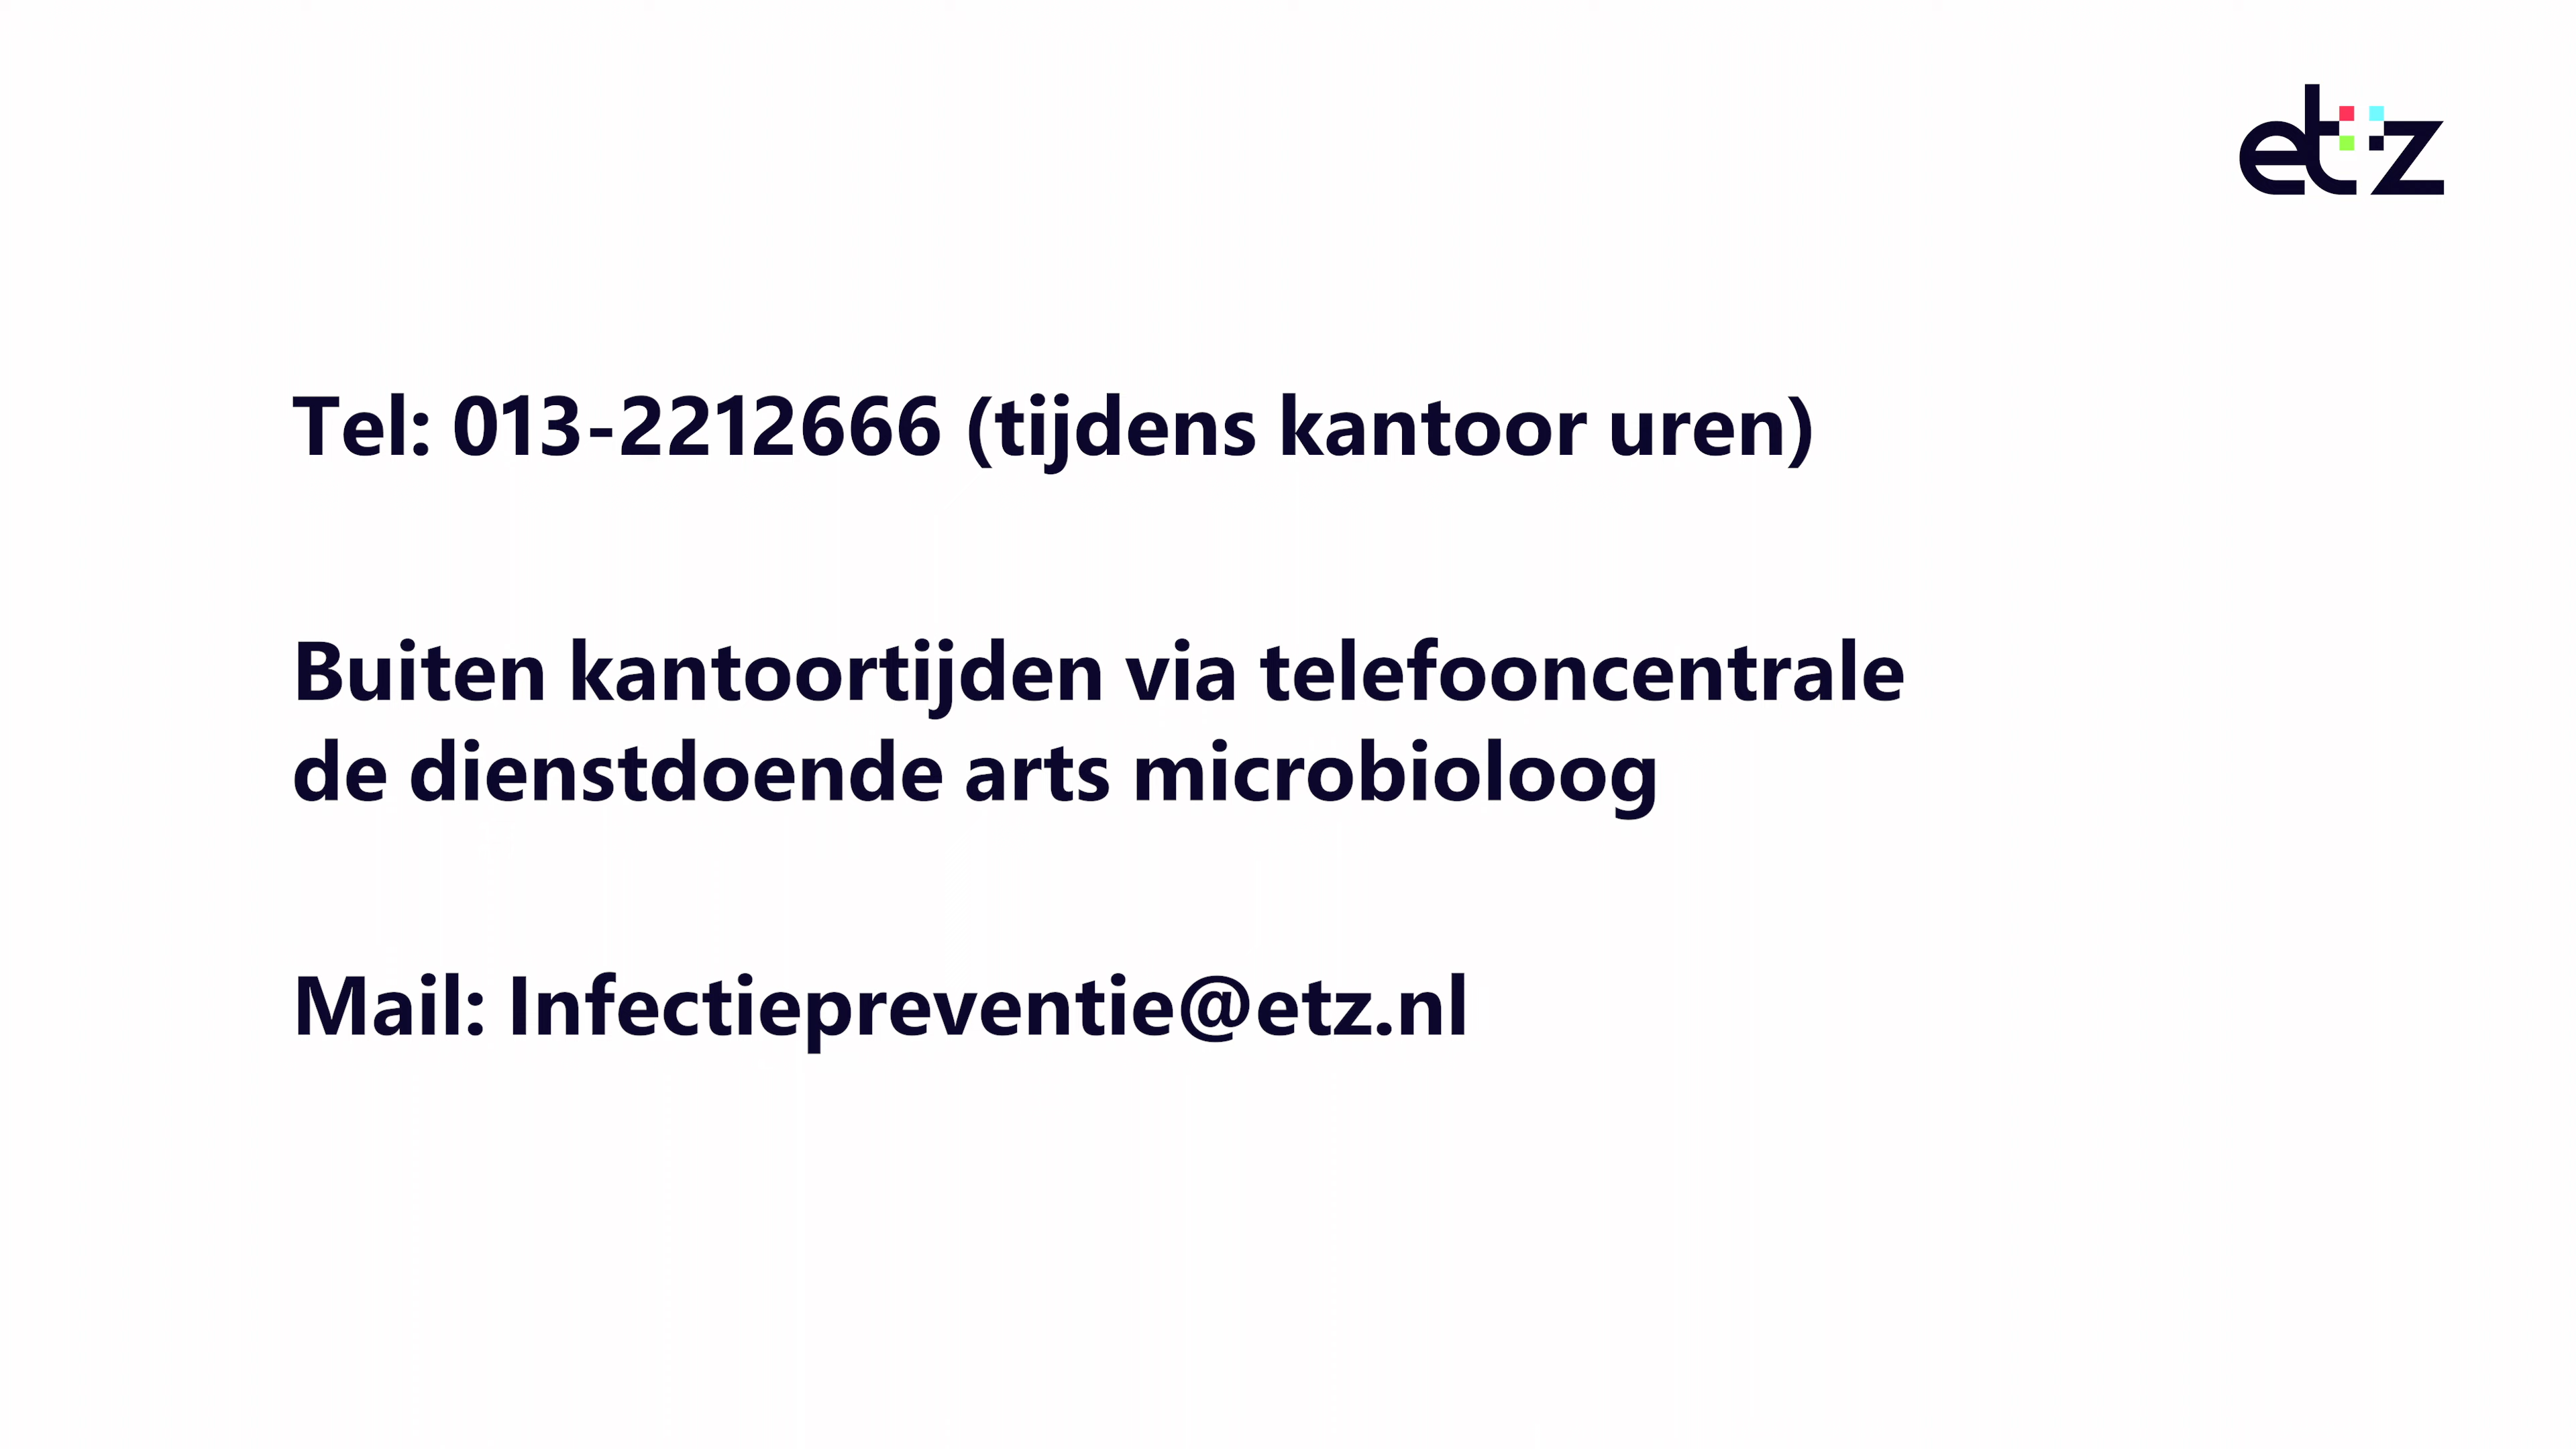 etz
Tel: 013-2212666 (tijdens kantoor uren)
Buiten kantoortijden via telefooncentrale
de dienstdoende arts microbioloog
Mail: Infectiepreventie@etz.nl